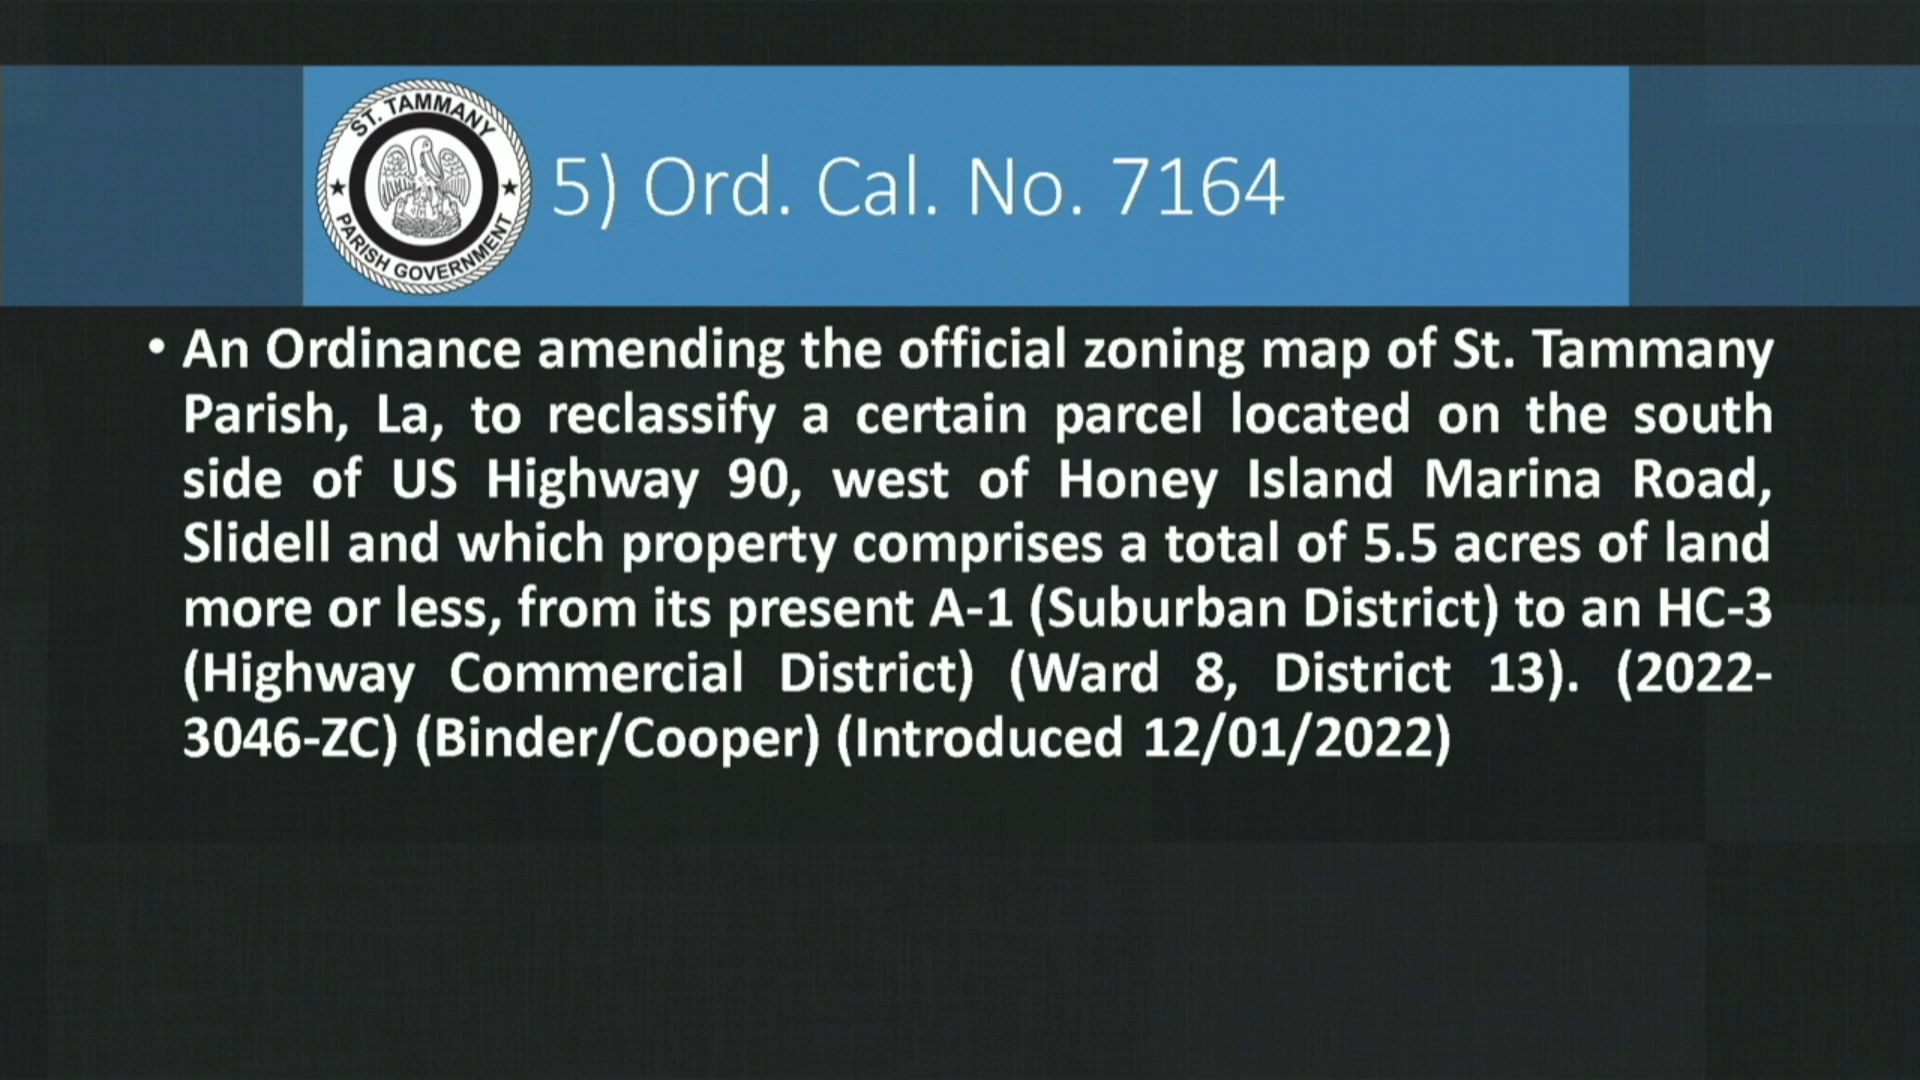 ST. TAMMANY
PARISH GOVERNMENT
5) Ord. Cal. No. 7164
• An Ordinance amending the official zoning map of St. Tammany
Parish, La, to reclassify a certain parcel located on the south
side of US Highway 90, west of Honey Island Marina Road,
Slidell and which property comprises a total of 5.5 acres of land
more or less, from its present A-1 (Suburban District) to an HC-3
(Highway Commercial District) (Ward 8, District 13). (2022-
3046-ZC) (Binder/Cooper) (Introduced 12/01/2022)